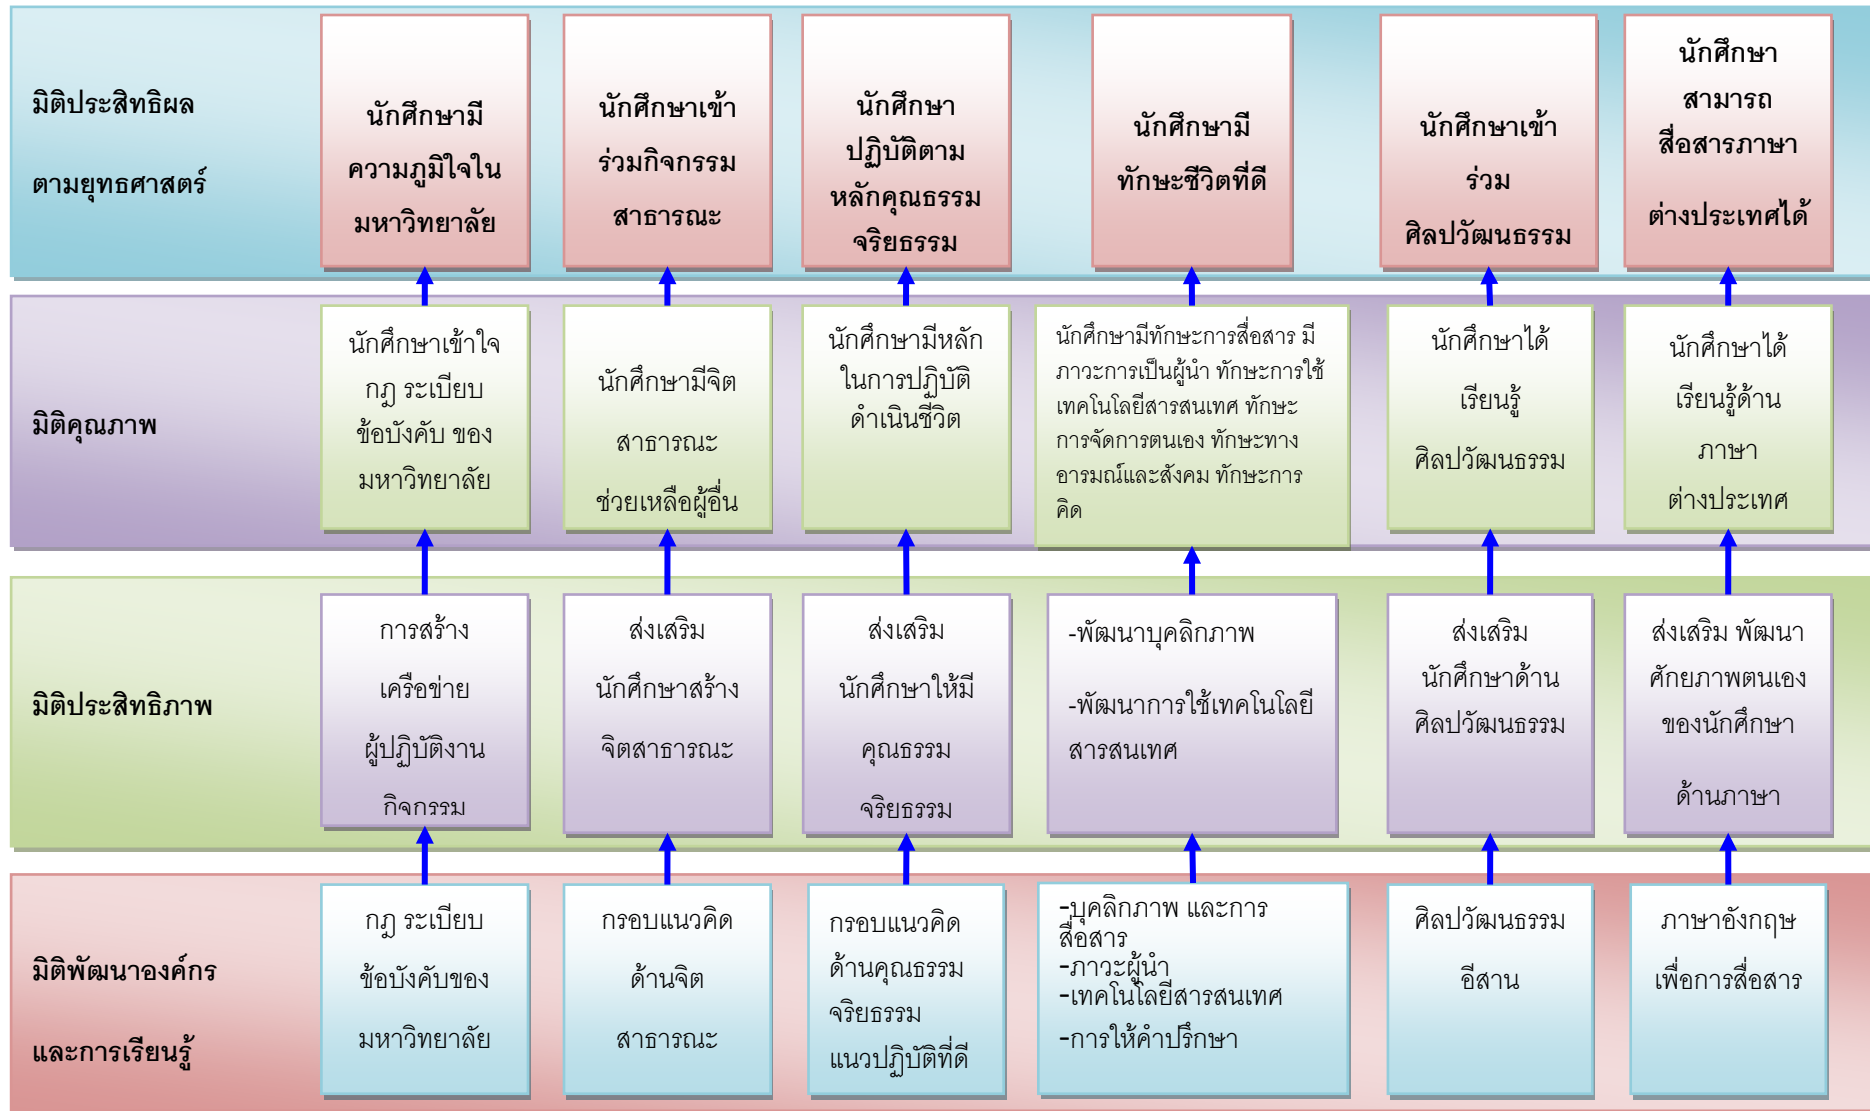 มิติประสิทธิผล
ตามยุทธศาสตร์
นักศึกษามี
ความภูมิใจใน
มหาวิทยาลัย
นักศึกษาเข้า
ร่วมกิจกรรม
สาธารณะ
นักศึกษา
ปฏิบัติตาม
หลักคุณธรรม
จริยธรรม
นักศึกษามี
ทักษะชีวิตที่ดี
นักศึกษาเข้า
ร่วม
ศิลปวัฒนธรรม
นักศึกษา
สามารถ
สื่อสารภาษา
ต่างประเทศได้
มิติคุณภาพ
นักศึกษาเข้าใจ
กฎ ระเบียบ
ข้อบังคับ ของ
มหาวิทยาลัย
นักศึกษามีจิต
สาธารณะ
ช่วยเหลือผู้อื่น
นักศึกษามีหลัก
ในการปฏิบัติ
ดำเนินชีวิต
นักศึกษามีทักษะการสื่อสาร มี
ภาวะการเป็นผู้นำ ทักษะการใช้
เทคโนโลยีสารสนเทศ ทักษะ
การจัดการตนเอง ทักษะทาง
อารมณ์และสังคม ทักษะการ
คิด
นักศึกษาได้
เรียนรู้
ศิลปวัฒนธรรม
นักศึกษาได้
เรียนรู้ด้าน
ภาษา
ต่างประเทศ
มิติประสิทธิภาพ
การสร้าง
เครือข่าย
ผู้ปฏิบัติงาน
กิจกรรม
ส่งเสริม
นักศึกษาสร้าง
จิตสาธารณะ
ส่งเสริม
นักศึกษาให้มี
คุณธรรม
จริยธรรม
-พัฒนาบุคลิกภาพ
-พัฒนาการใช้เทคโนโลยี
สารสนเทศ
ส่งเสริม
นักศึกษาด้าน
ศิลปวัฒนธรรม
ส่งเสริม พัฒนา
ศักยภาพตนเอง
ของนักศึกษา
ด้านภาษา
มิติพัฒนาองค์กร
และการเรียนรู้
กฎ ระเบียบ
ข้อบังคับของ
มหาวิทยาลัย
กรอบแนวคิด
ด้านจิต
สาธารณะ
กรอบแนวคิด
ด้านคุณธรรม
จริยธรรม
แนวปฏิบัติที่ดี
-บุคลิกภาพ และการ
สื่อสาร
-ภาวะผู้นำ
-เทคโนโลยีสารสนเทศ
-การให้คำปรึกษา
ศิลปวัฒนธรรม
อีสาน
ภาษาอังกฤษ
เพื่อการสื่อสาร